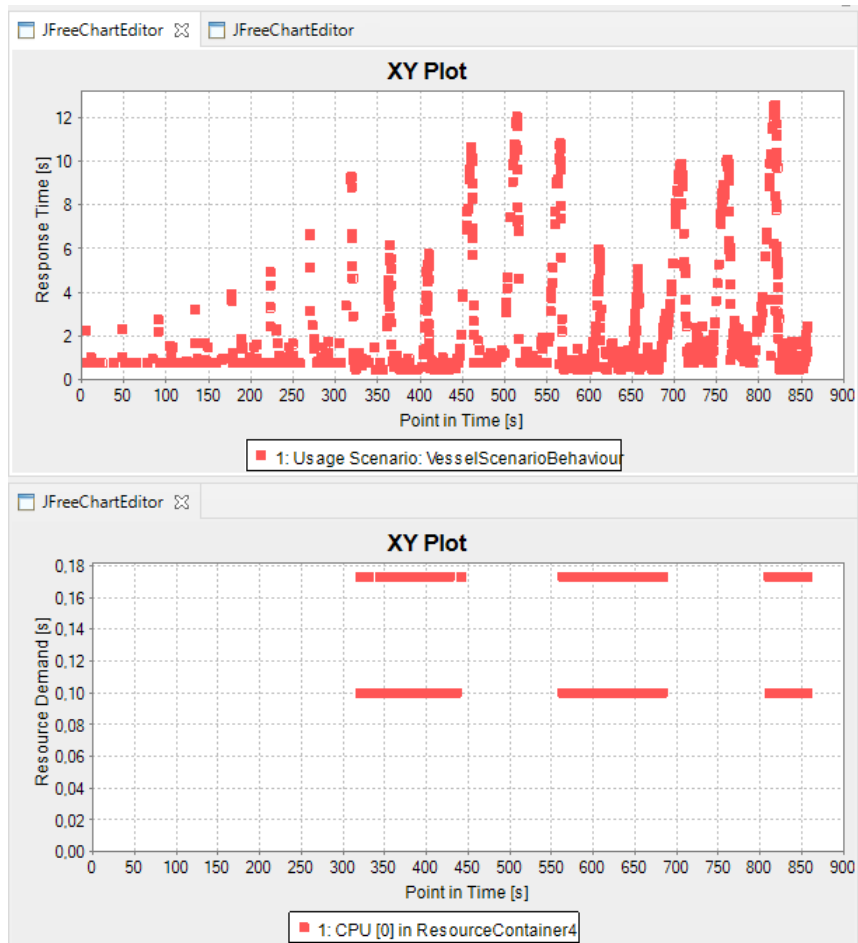 JFreeChartEditor JFreeChartEditor
XY Plot
Response Time [s]
12
10
8
6
4
2
0
0 50 100 150 200 250 300 350 400 450 500 550 600 650 700 750 800 850 900
Point in Time [s]
1: Usage Scenario: VesselScenarioBehaviour
JFreeChartEditor
XY Plot
Resource Demand [s]
0,18
0,16
0,14
0,12
0,10
0,08
0,06
0,04
0,02
0,00
0 50 100 150 200 250 300 350 400 450 500 550 600 650 700 750 800 850 900
Point in Time [s]
1: CPU [0] in ResourceContainer4